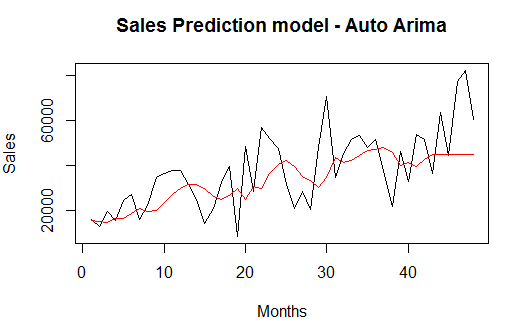 Sales Prediction model - Auto Arima
Sales
60000
20000
0 10 20 30 40
Months